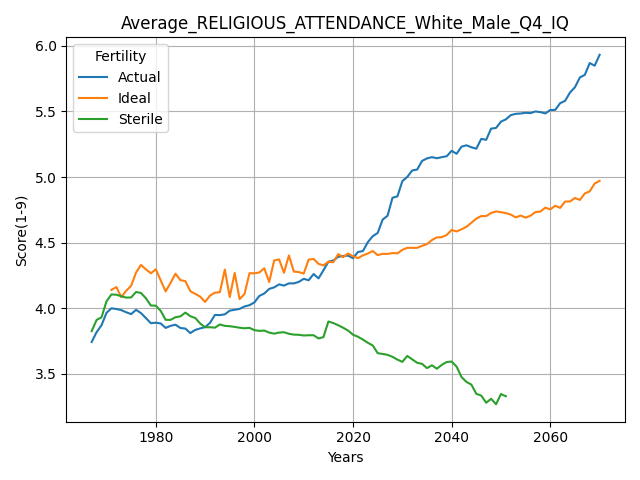 Average_RELIGIOUS_ATTENDANCE_White_Male_Q4_IQ
Fertility
Actual
Ideal
Sterile
Score(1-9)
6.0
5.5
5.0
4.5
4.0
3.5
1980 2000 2020 2040 2060
Years